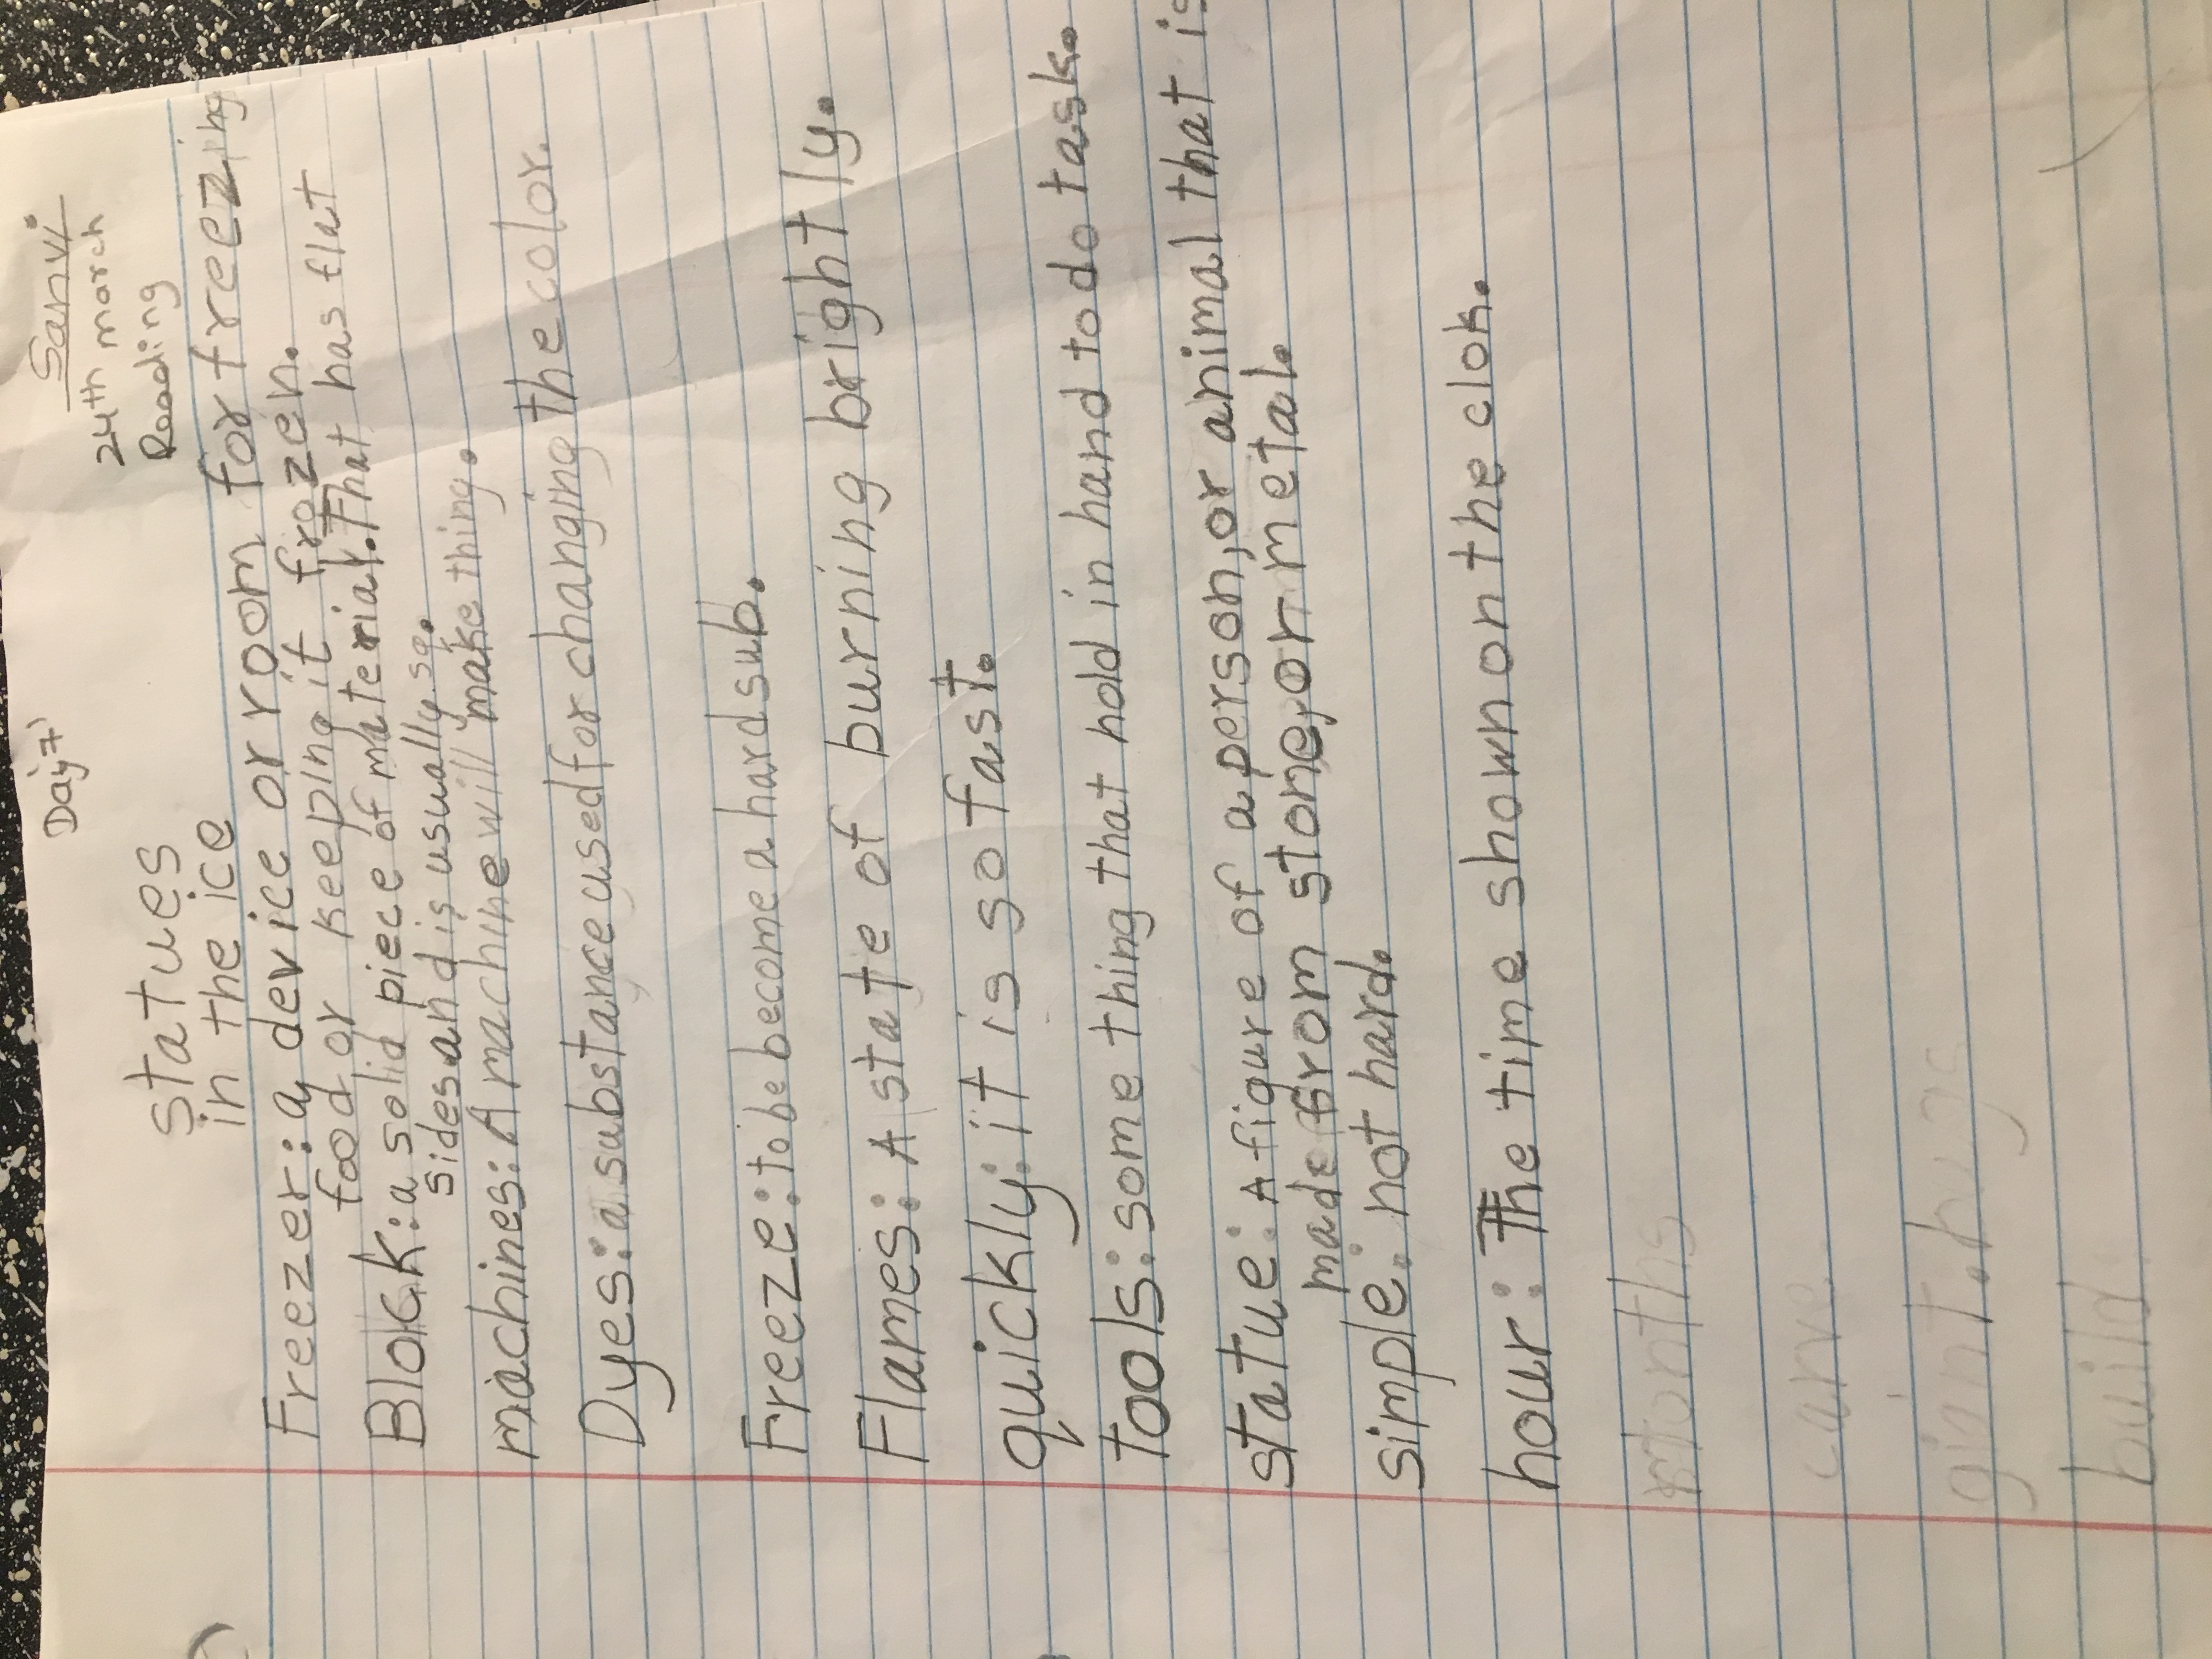 Day 7
Sanvi
24th march
Reading
statues
in the ice
Freezer: a device or room for freezing
food or keeping it frozen.
Block: a solid piece of material. That has flat
sides and is usually sq.
machines: A machine will make thing.
Dyes: a substance used for changing the color.
Freeze: to be become a hard sub.
Flames: A state of burning brightly.
quickly: it is so fast.
tools: some thing that hold in hand to do task.
statue: A figure of a person, or animal that is
made from stone, or metal.
simple: not hard.
hour: The time shown on the clok.
months
carve
giant. hugs
build